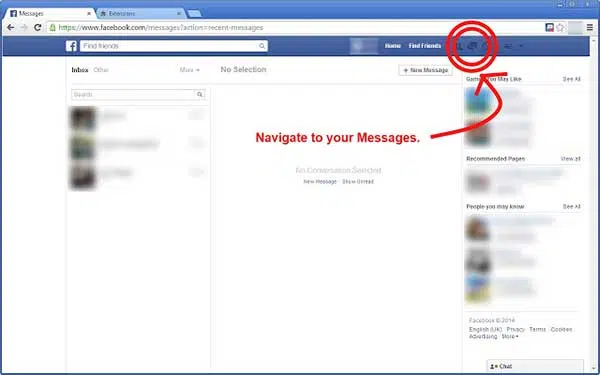 Messages
Extensions
https://www.facebook.com/messages?action=recent-messages
f
Find friends
Home
Find Friends
Inbox
Other
More
No Selection
+ New Message
Games You May Like
See All
Search...
Navigate to your Messages.
No Conversation Selected
New Message · Show Unread
Recommended Pages
View all
People you may know
See All
Facebook © 2014
English (UK) · Privacy · Terms · Cookies ·
Advertising · More
Chat